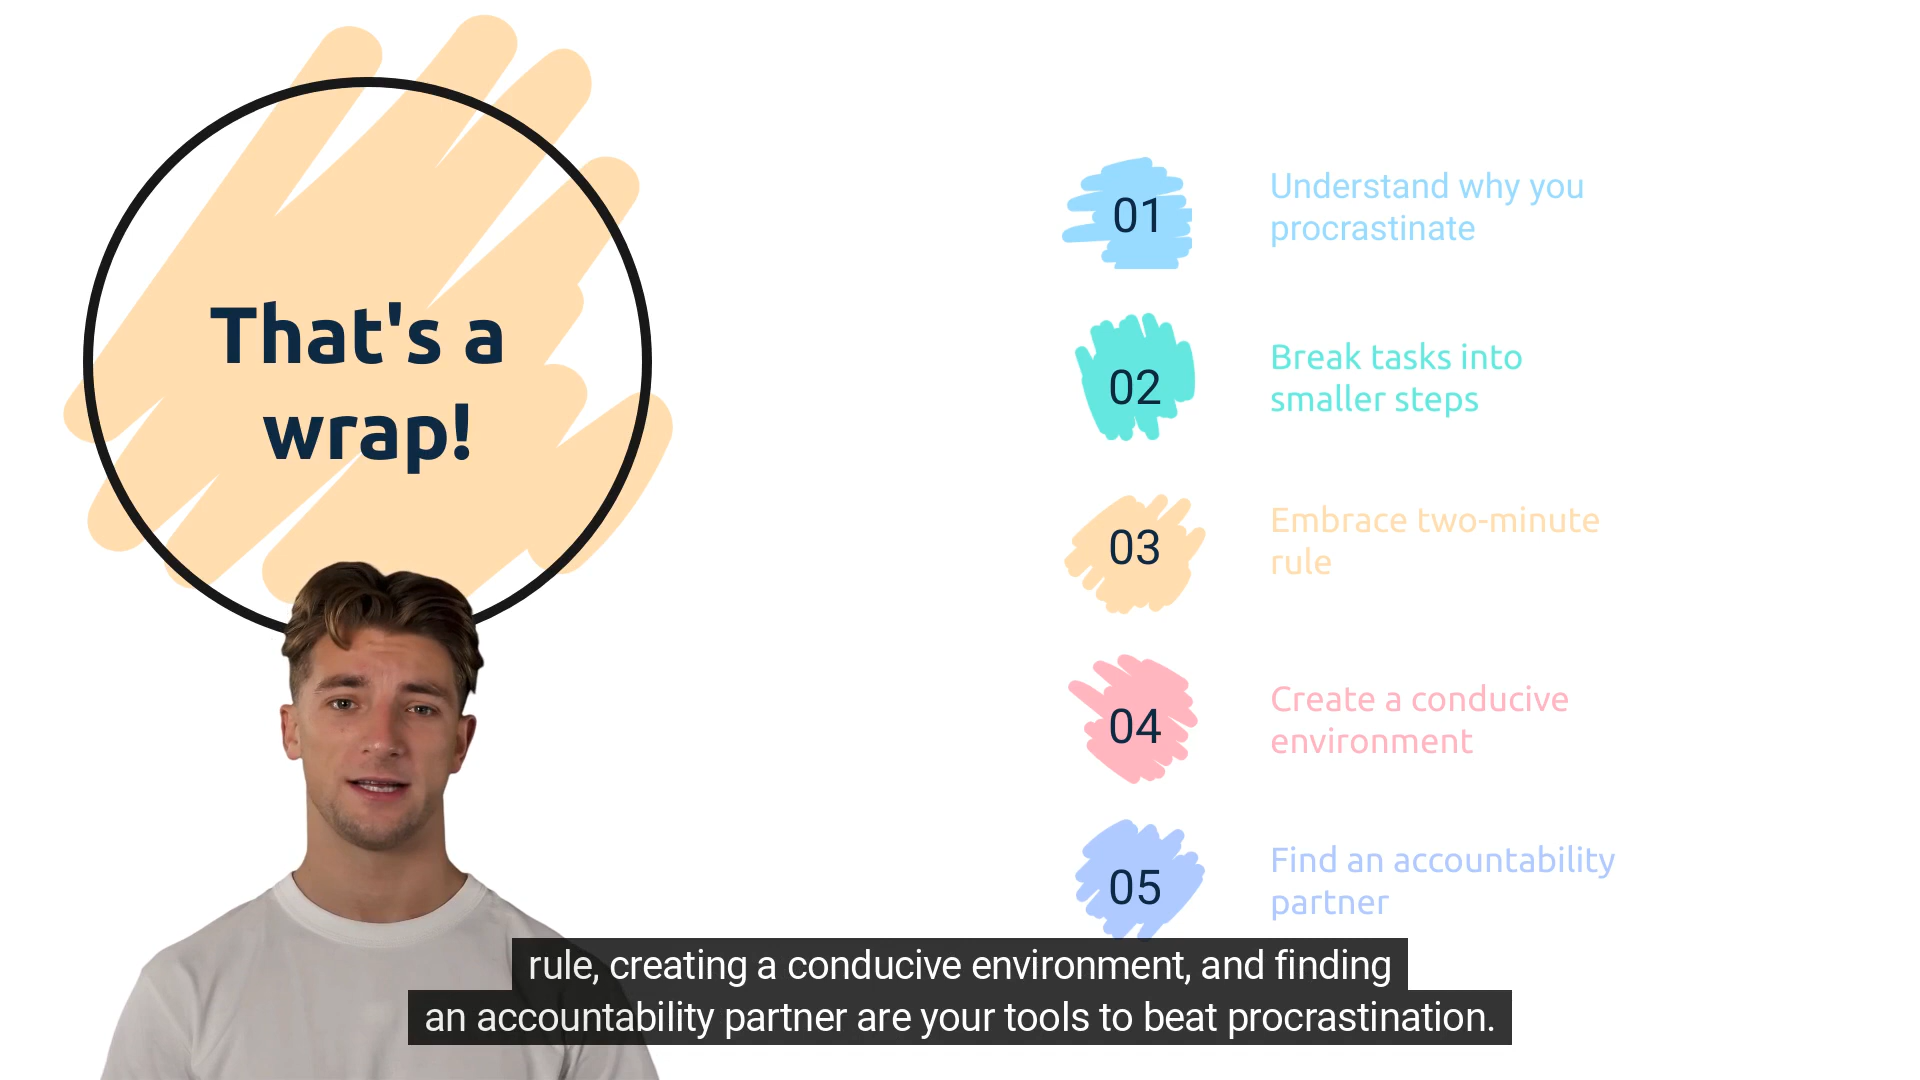 That's a
wrap!
01
Understand why you
procrastinate
02
Break tasks into
smaller steps
03
Embrace two-minute
rule
04
Create a conducive
environment
05
Find an accountability
partner
rule, creating a conducive environment, and finding
an accountability partner are your tools to beat procrastination.